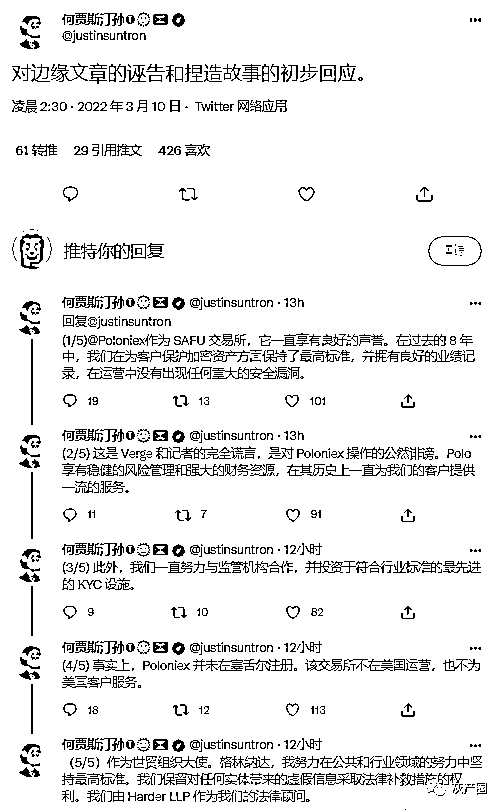 何贾斯汀孙
@justinsuntron
对边缘文章的诬告和捏造故事的初步回应。
凌晨 2:30 · 2022 年 3 月 10 日 · Twitter 网络应用
61 转推 29 引用推文 426 喜欢
推特你的回复
何贾斯汀孙 @justinsuntron · 13h
回复@justinsuntron
(1/5)@Poloniex作为 SAFU 交易所，它一直享有良好的声誉。在过去的 8 年
中，我们在为客户保护加密资产方面保持了最高标准，并拥有良好的业绩记
录，在运营中没有出现任何重大的安全漏洞。
19 13 101
何贾斯汀孙 @justinsuntron · 13h
(2/5) 这是 Verge 和记者的完全谎言，是对 Poloniex 操作的公然诽谤。Polo
享有稳健的风险管理和强大的财务资源，在其历史上一直为我们的客户提供
一流的服务。
11 7 91
何贾斯汀孙 @justinsuntron · 12小时
(3/5) 此外，我们一直努力与监管机构合作，并投资于符合行业标准的最先进
的 KYC 设施。
9 10 82
何贾斯汀孙 @justinsuntron · 12小时
(4/5) 事实上，Poloniex 并未在塞舌尔注册。该交易所不在美国运营，也不为
美国客户服务。
18 12 113
何贾斯汀孙 @justinsuntron · 12小时
（5/5）作为世贸组织大使。格林纳达，我努力在公共和行业领域的努力中坚
持最高标准。我们保留对任何实体带来的虚假信息采取法律补救措施的权
利。我们由 Harder LLP 作为我们的法律顾问。
灰产圈